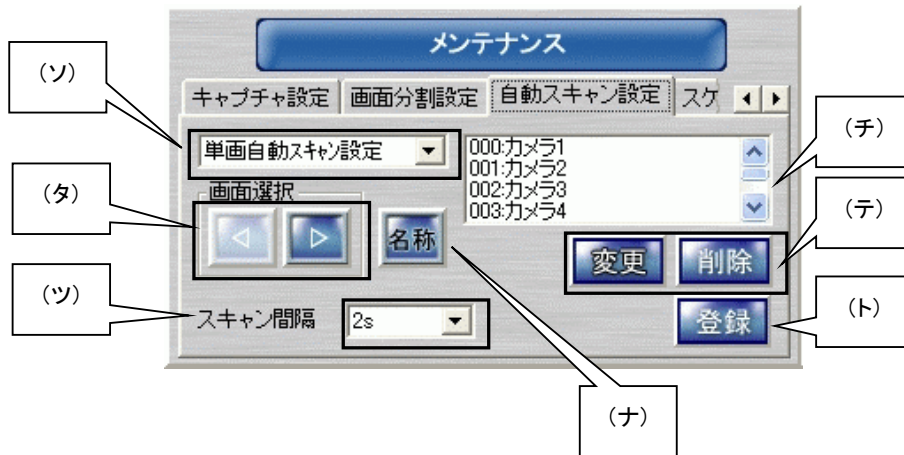 メンテナンス
(ソ)
キャプチャ設定 画面分割設定 自動スキャン設定 スケ
(チ)
単画自動スキャン設定
000:カメラ1
001:カメラ2
002:カメラ3
003:カメラ4
(タ)
画面選択
(テ)
名称
変更 削除
(ツ)
スキャン間隔 2s
登録
(ト)
(ナ)